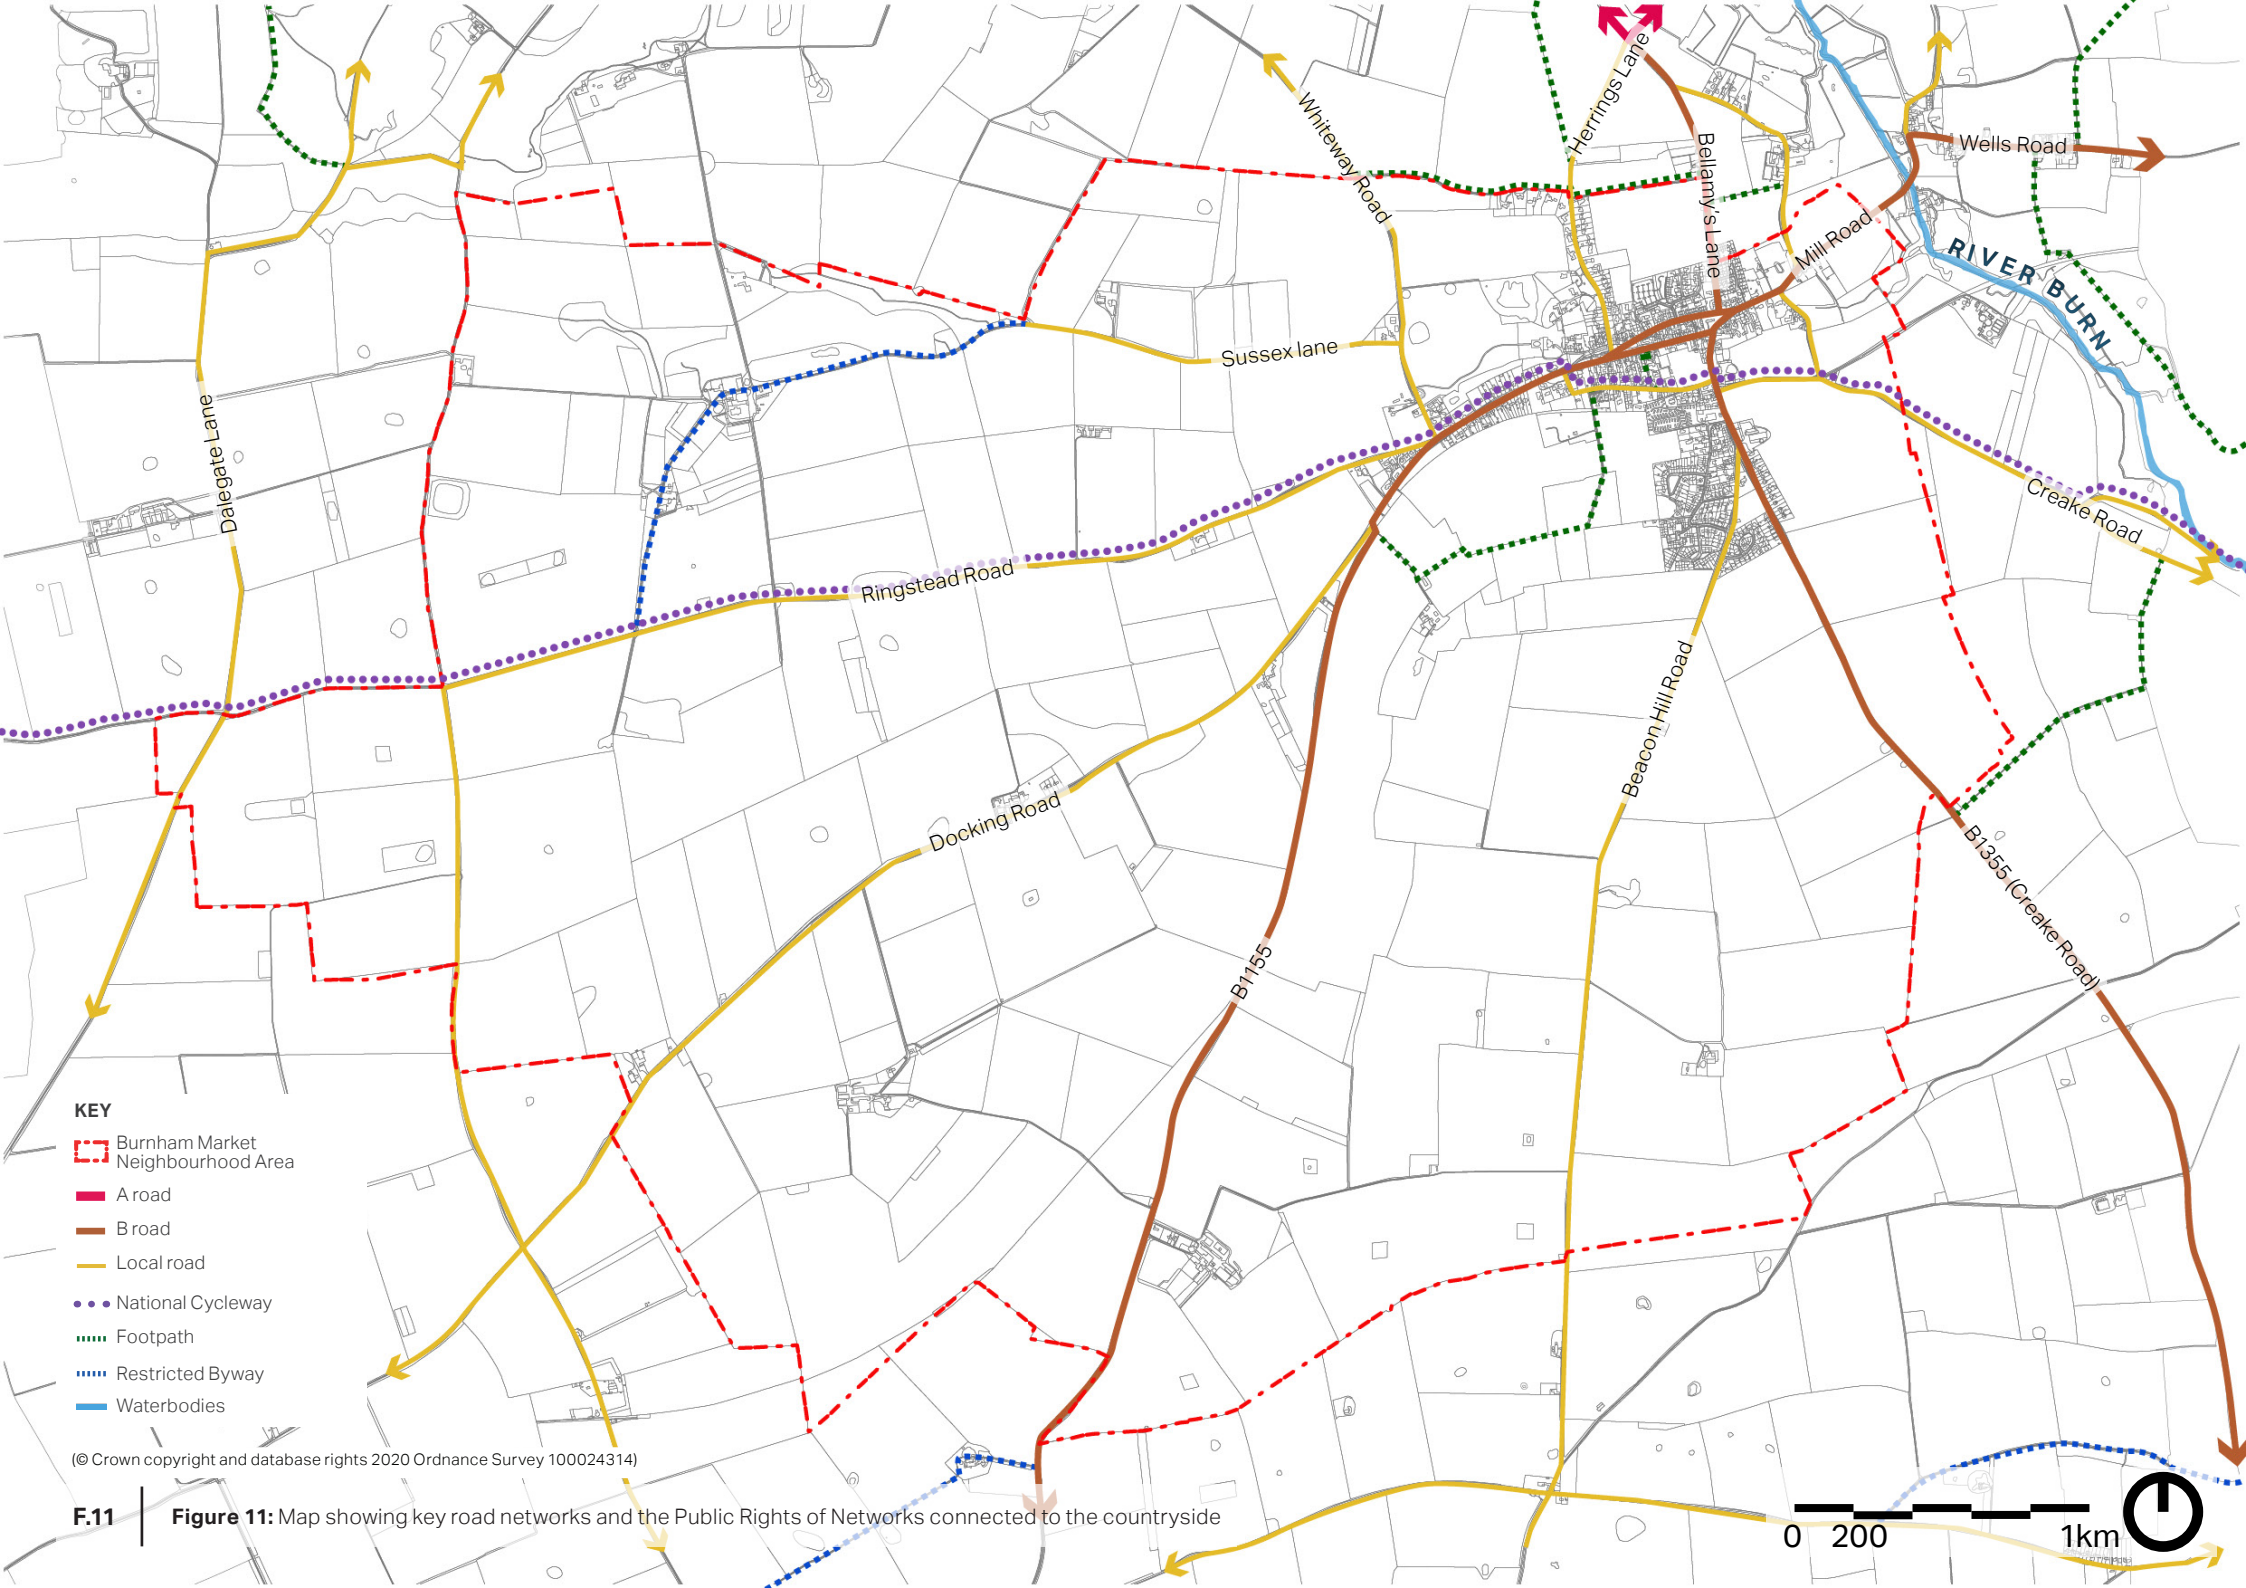 Herrings Lane
Whiteway Road
Bellamy's Lane
Wells Road
Mill Road
RIVER BURN
Sussex lane
Dalegate Lane
Creake Road
Ringstead Road
Beacon Hill Road
Docking Road
B1355 (Creake Road)
B1155
KEY
Burnham Market
Neighbourhood Area
A road
B road
Local road
National Cycleway
Footpath
Restricted Byway
Waterbodies
(© Crown copyright and database rights 2020 Ordnance Survey 100024314)
F.11
Figure 11: Map showing key road networks and the Public Rights of Networks connected to the countryside
0 200 1km